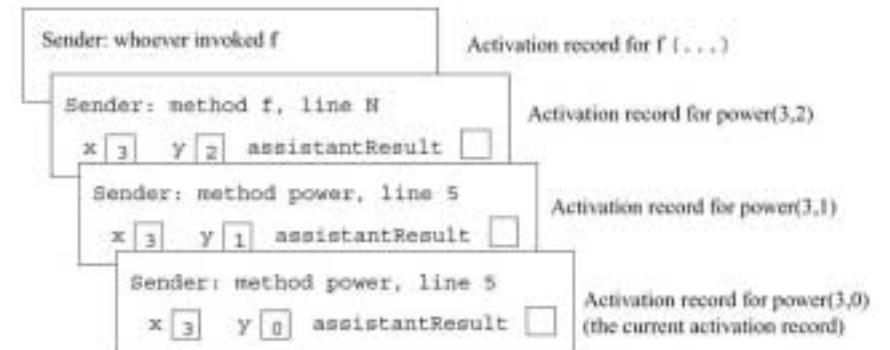 Sender: whoever invoked f
Activation record for f (...)
Sender: method f, line N
Activation record for power(3,2)
x 3 y 2 assistantResult
Sender: method power, line 5
Activation record for power(3,1)
x 3 y 1 assistantResult
Sender: method power, line 5
Activation record for power(3,0)
(the current activation record)
x 3 y 0 assistantResult